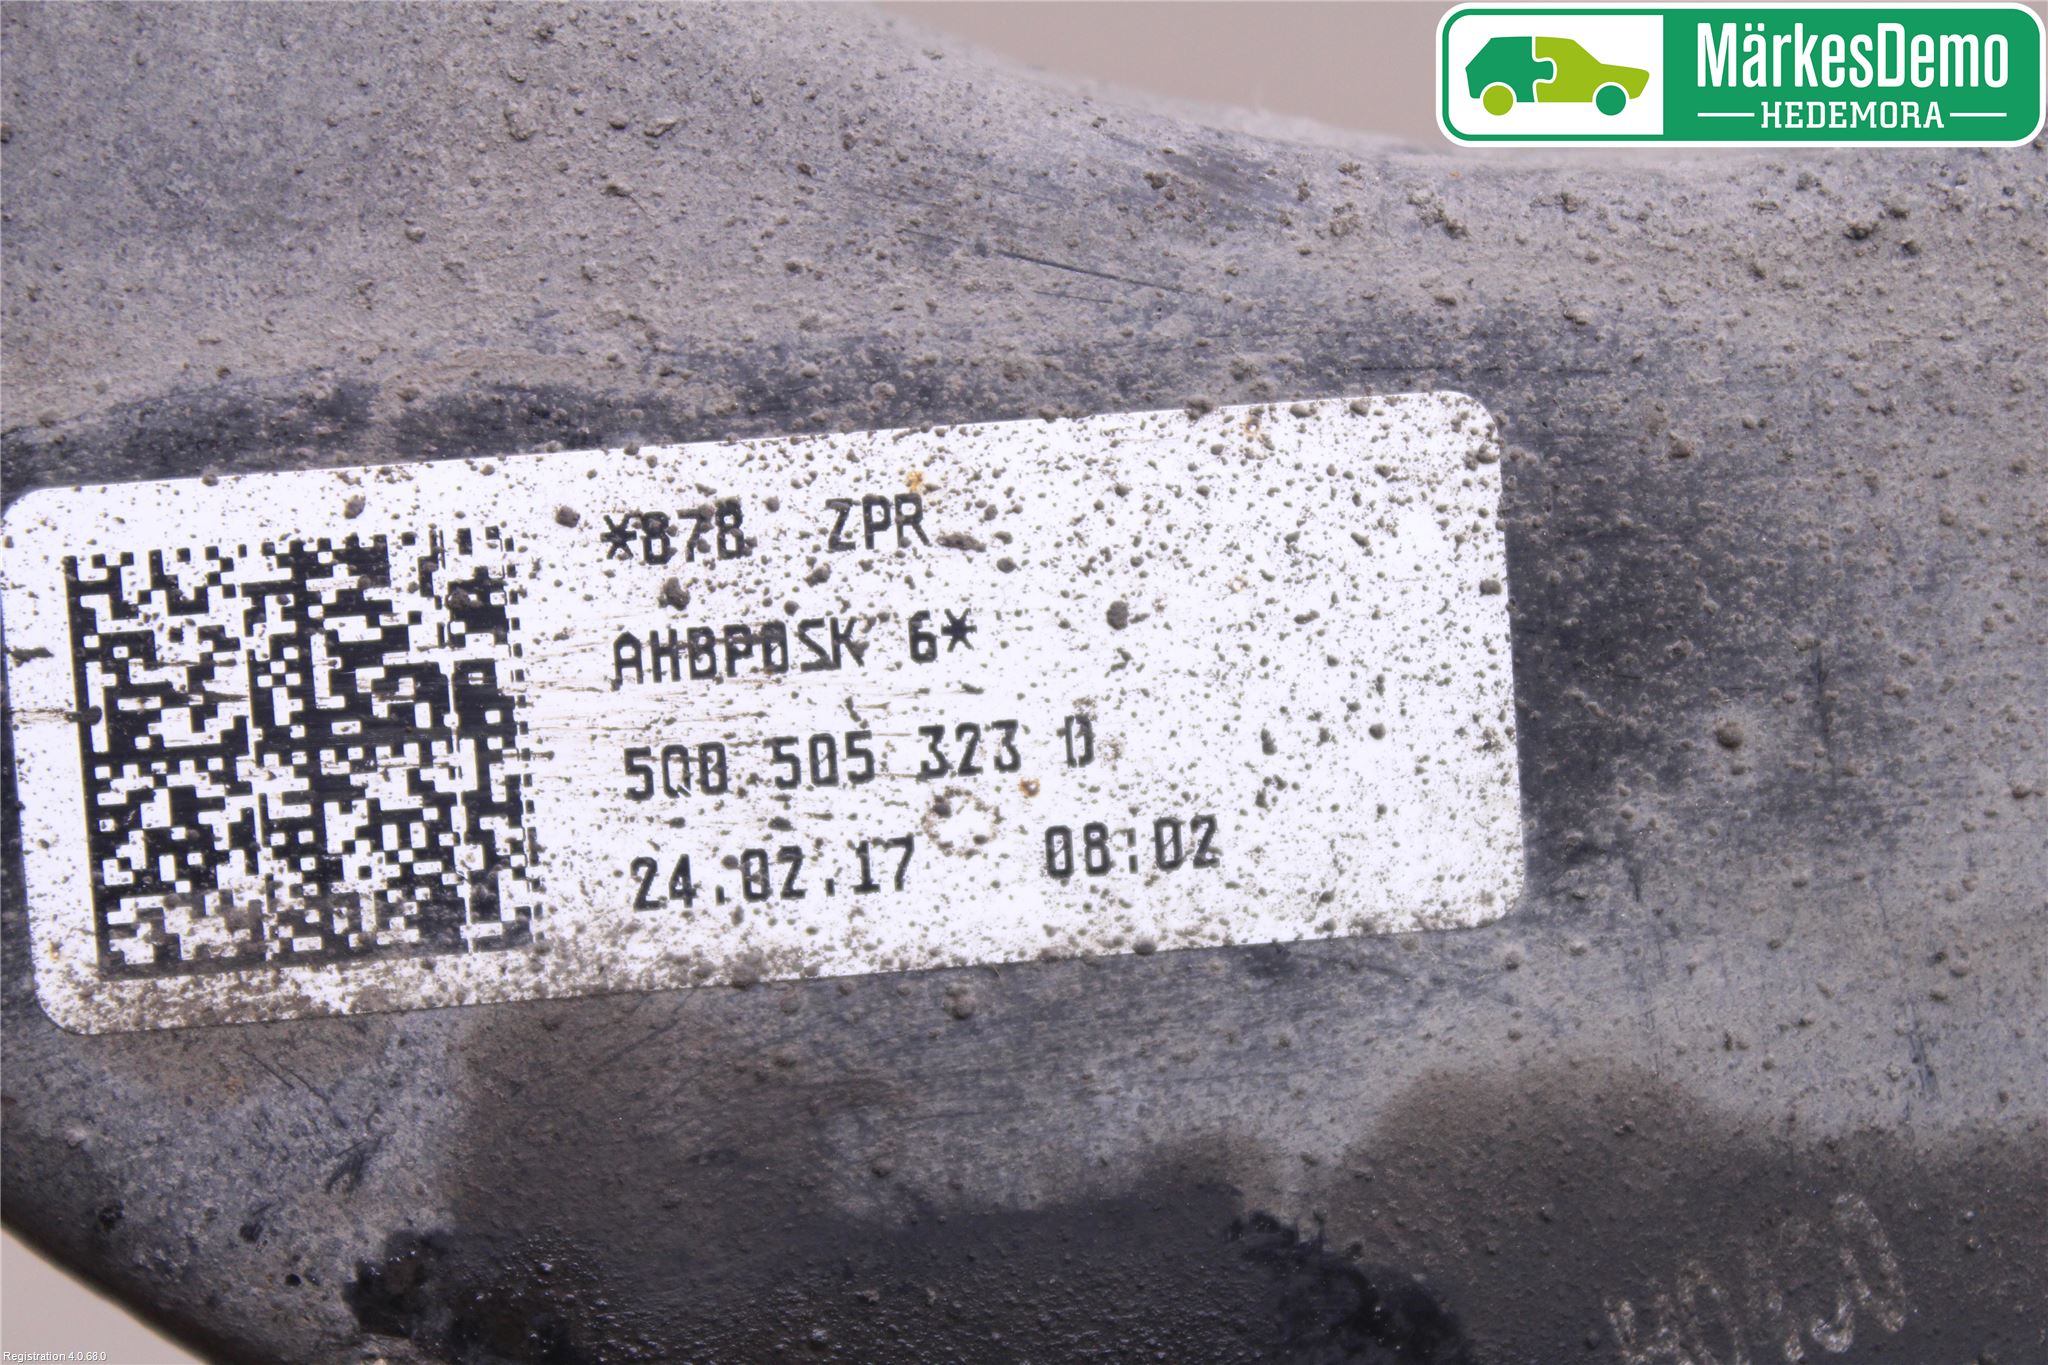 MärkesDemo
HEDEMORA
*878 ZPR
AHBPOSK 6*
5Q0 505 323 D
24.02.17 08:02
Registration 4.0.68.0